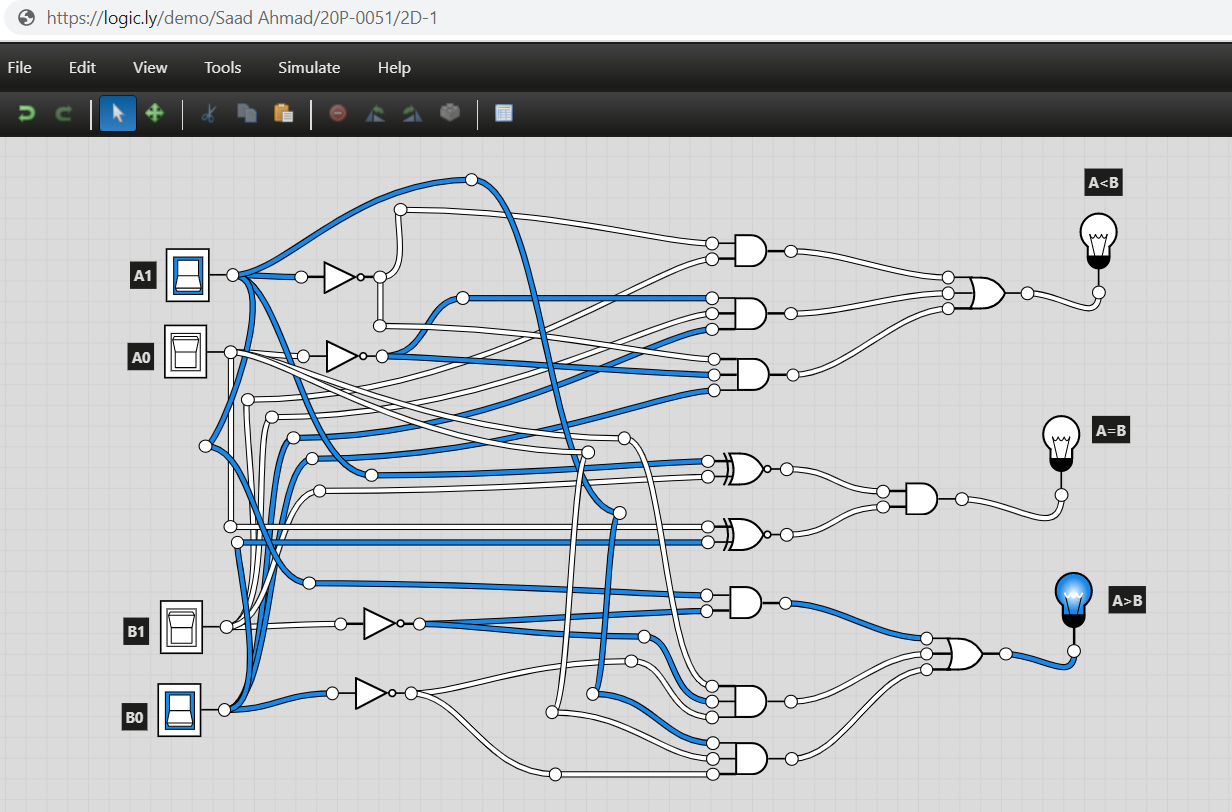 https://logic.ly/demo/Saad Ahmad/20P-0051/2D-1
File Edit View Tools Simulate Help
A<B
A1
A0
A=B
A>B
B1
B0